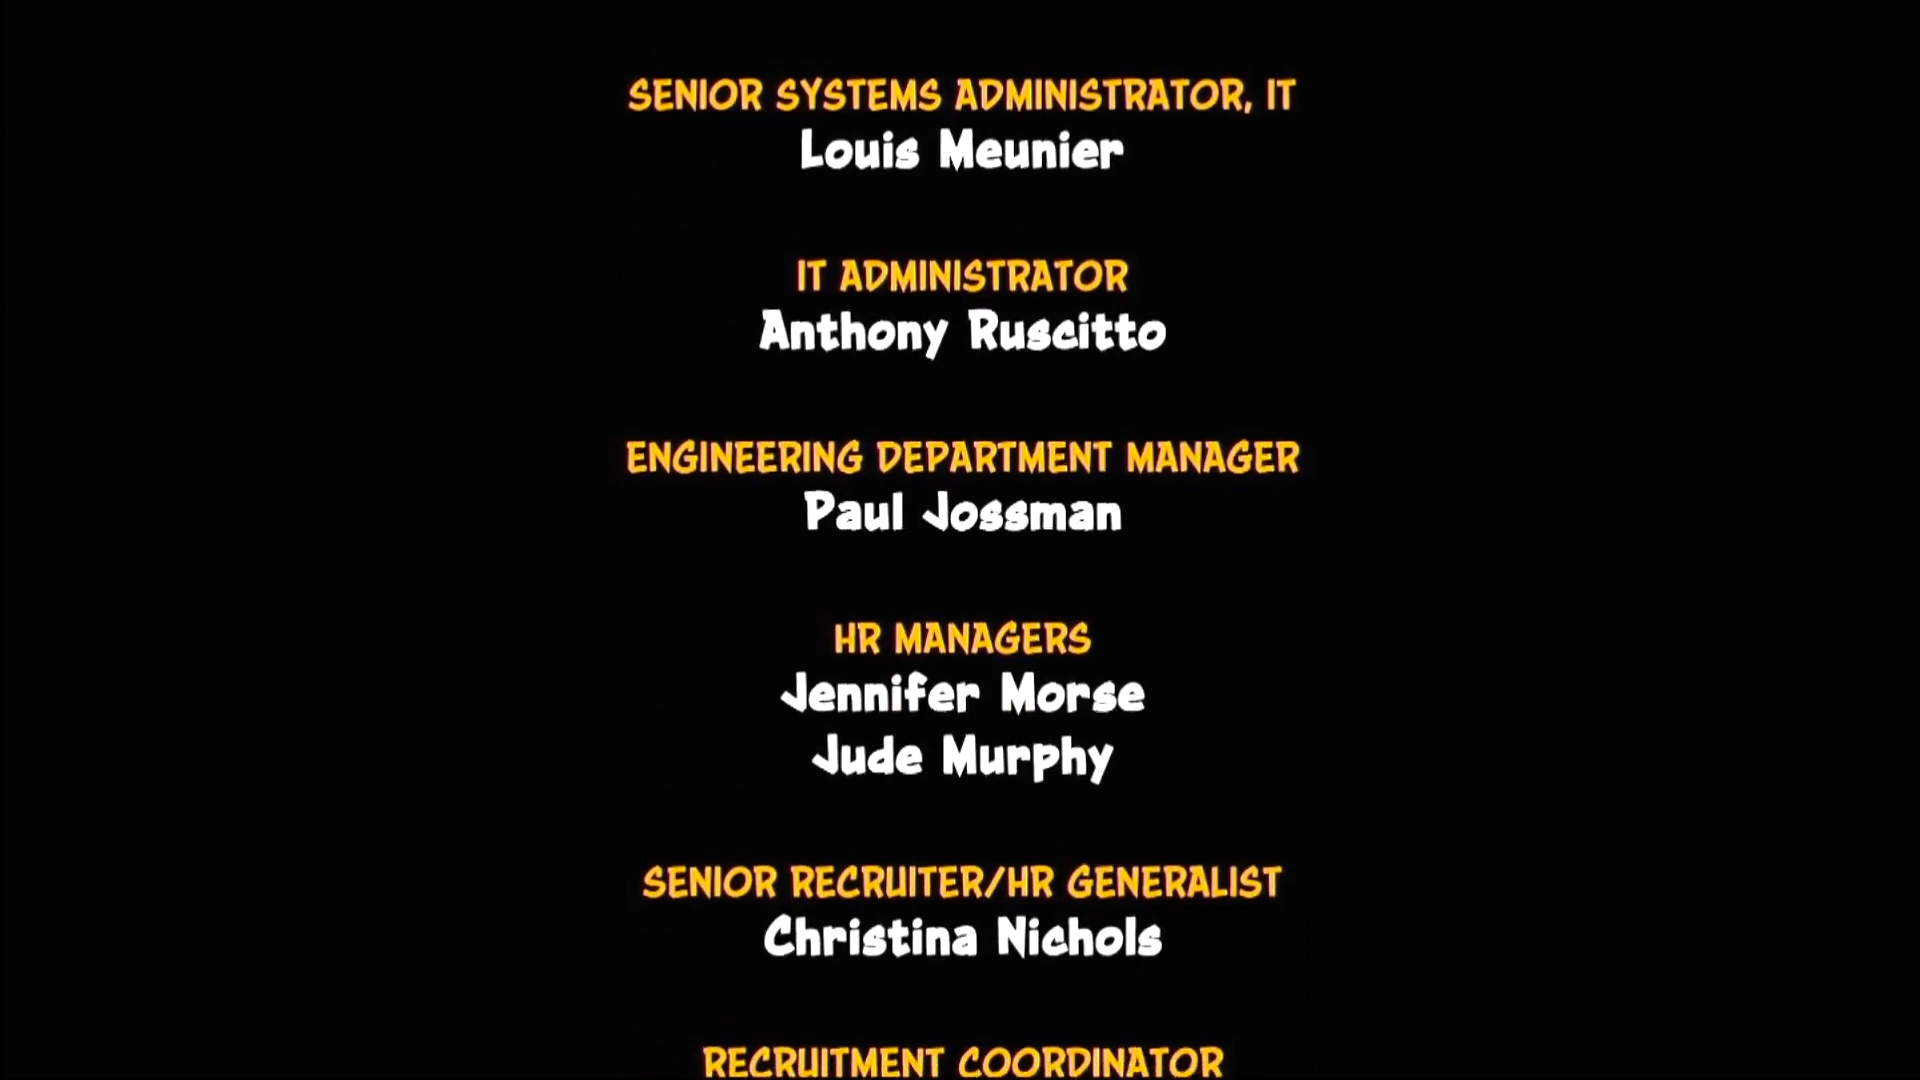 SENIOR SYSTEMS ADMINISTRATOR, IT
Louis Meunier
IT ADMINISTRATOR
Anthony Ruscitto
ENGINEERING DEPARTMENT MANAGER
Paul Jossman
HR MANAGERS
Jennifer Morse
Jude Murphy
SENIOR RECRUITER/HR GENERALIST
Christina Nichols
RECRUITMENT COORDINATOR